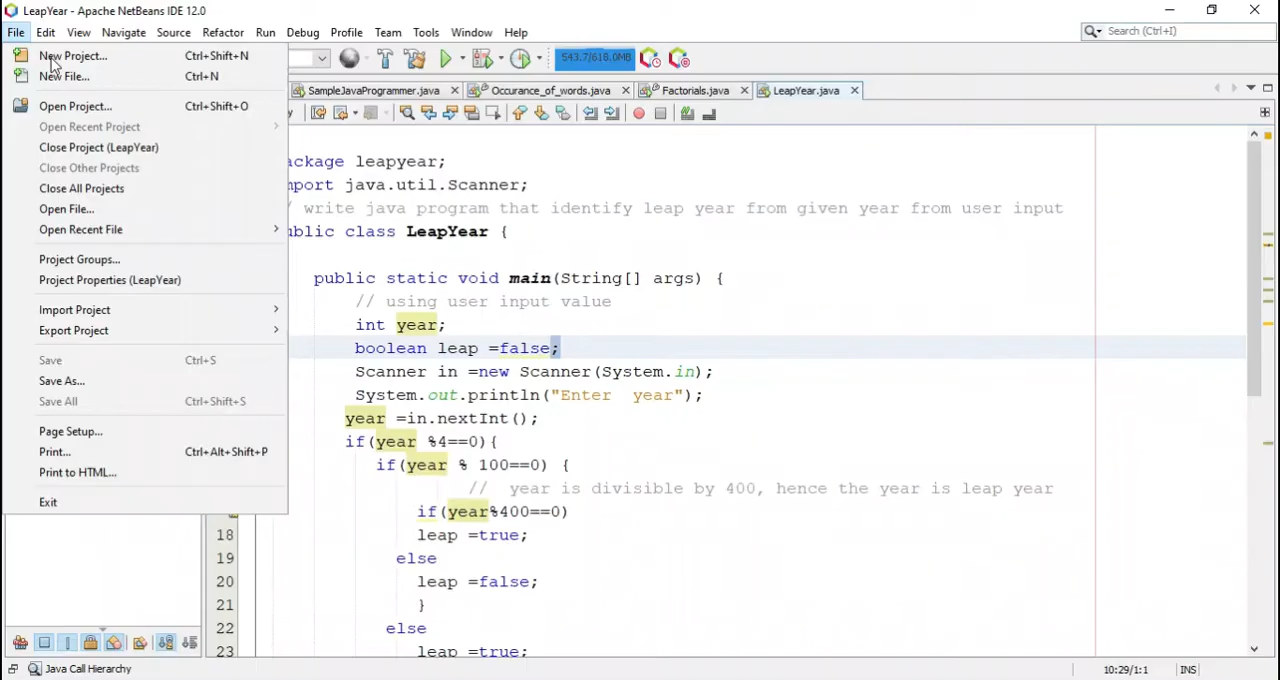 LeapYear - Apache NetBeans IDE 12.0
File Edit View Navigate Source Refactor Run Debug Profile Team Tools Window Help
Search (Ctrl+I)
New Project... Ctrl+Shift+N
New File... Ctrl+N
Open Project... Ctrl+Shift+O
Open Recent Project
Close Project (LeapYear)
Close Other Projects
Close All Projects
Open File...
Open Recent File
Project Groups...
Project Properties (LeapYear)
Import Project
Export Project
Save Ctrl+S
Save As...
Save All Ctrl+Shift+S
Page Setup...
Print... Ctrl+Alt+Shift+P
Print to HTML...
Exit
543.7/618.0MB
SampleJavaProgrammer.java Occurance_of_words.java Factorials.java LeapYear.java
ackage leapyear;
mport java.util.Scanner;
/ write java program that identify leap year from given year from user input
ublic class LeapYear {
public static void main(String[] args) {
// using user input value
int year;
boolean leap =false;
Scanner in =new Scanner(System.in);
System.out.println("Enter  year");
year =in.nextInt();
if(year %4==0){
if(year % 100==0) {
//  year is divisible by 400, hence the year is leap year
if(year%400==0)
18 leap =true;
19 else
20 leap =false;
21 }
22 else
23 leap =true;
Java Call Hierarchy
10:29/1:1 INS